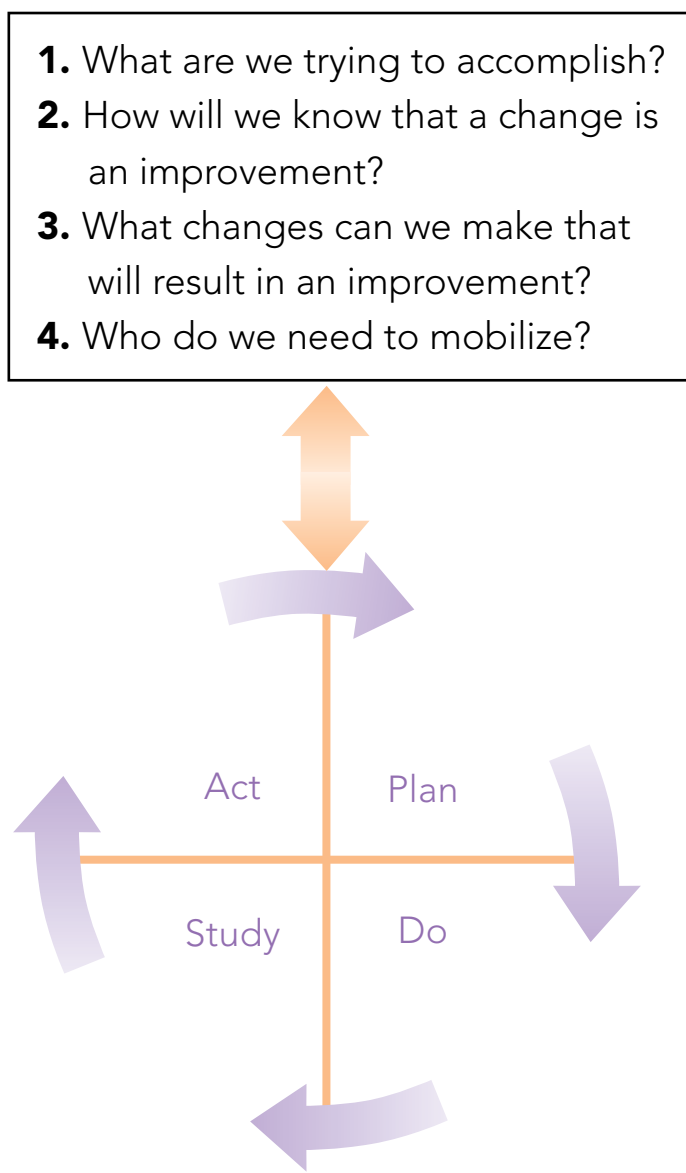 1. What are we trying to accomplish?
2. How will we know that a change is
an improvement?
3. What changes can we make that
will result in an improvement?
4. Who do we need to mobilize?
Act
Plan
Study
Do